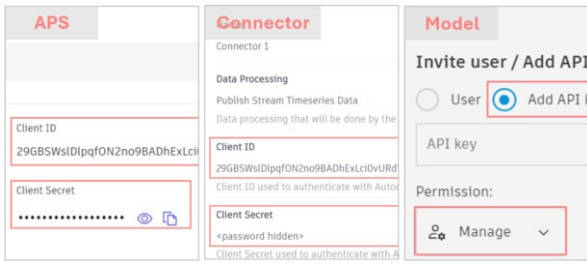 APS
Client ID
29GBSWslDlpqfON2no9BADhExLci
Client Secret
••••••••••••••••••
Connector
Name
Connector 1
Data Processing
Publish Stream Timeseries Data
Data processing that will be done by the
Client ID
29GBSWslDlpqfON2no9BADhExLci0vURd
Client ID used to authenticate with
Client Secret
<password hidden>
Client Secret used to authenticate with
Model
Invite user / Add API
User
Add API
API key
Permission:
Manage